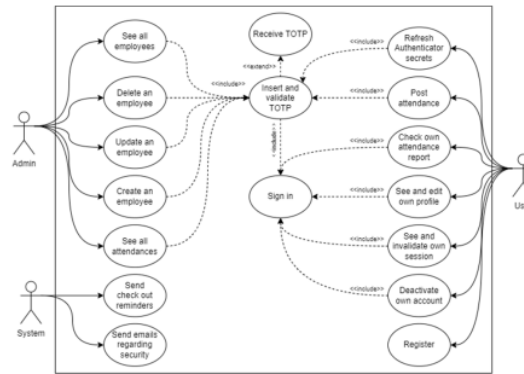 See all
employees
Delete an
employee
Update an
employee
Create an
employee
See all
attendances
Send
check out
reminders
Send emails
regarding
security
Admin
System
Receive TOTP
<<extend>>
<<include>>
Insert and
validate
TOTP
<<include>>
Sign in
<<include>>
Refresh
Authenticator
secrets
<<include>>
Post
attendance
<<include>>
Check own
attendance
report
<<include>>
See and edit
own profile
<<include>>
See and
invalidate own
session
<<include>>
Deactivate
own account
Register
Us